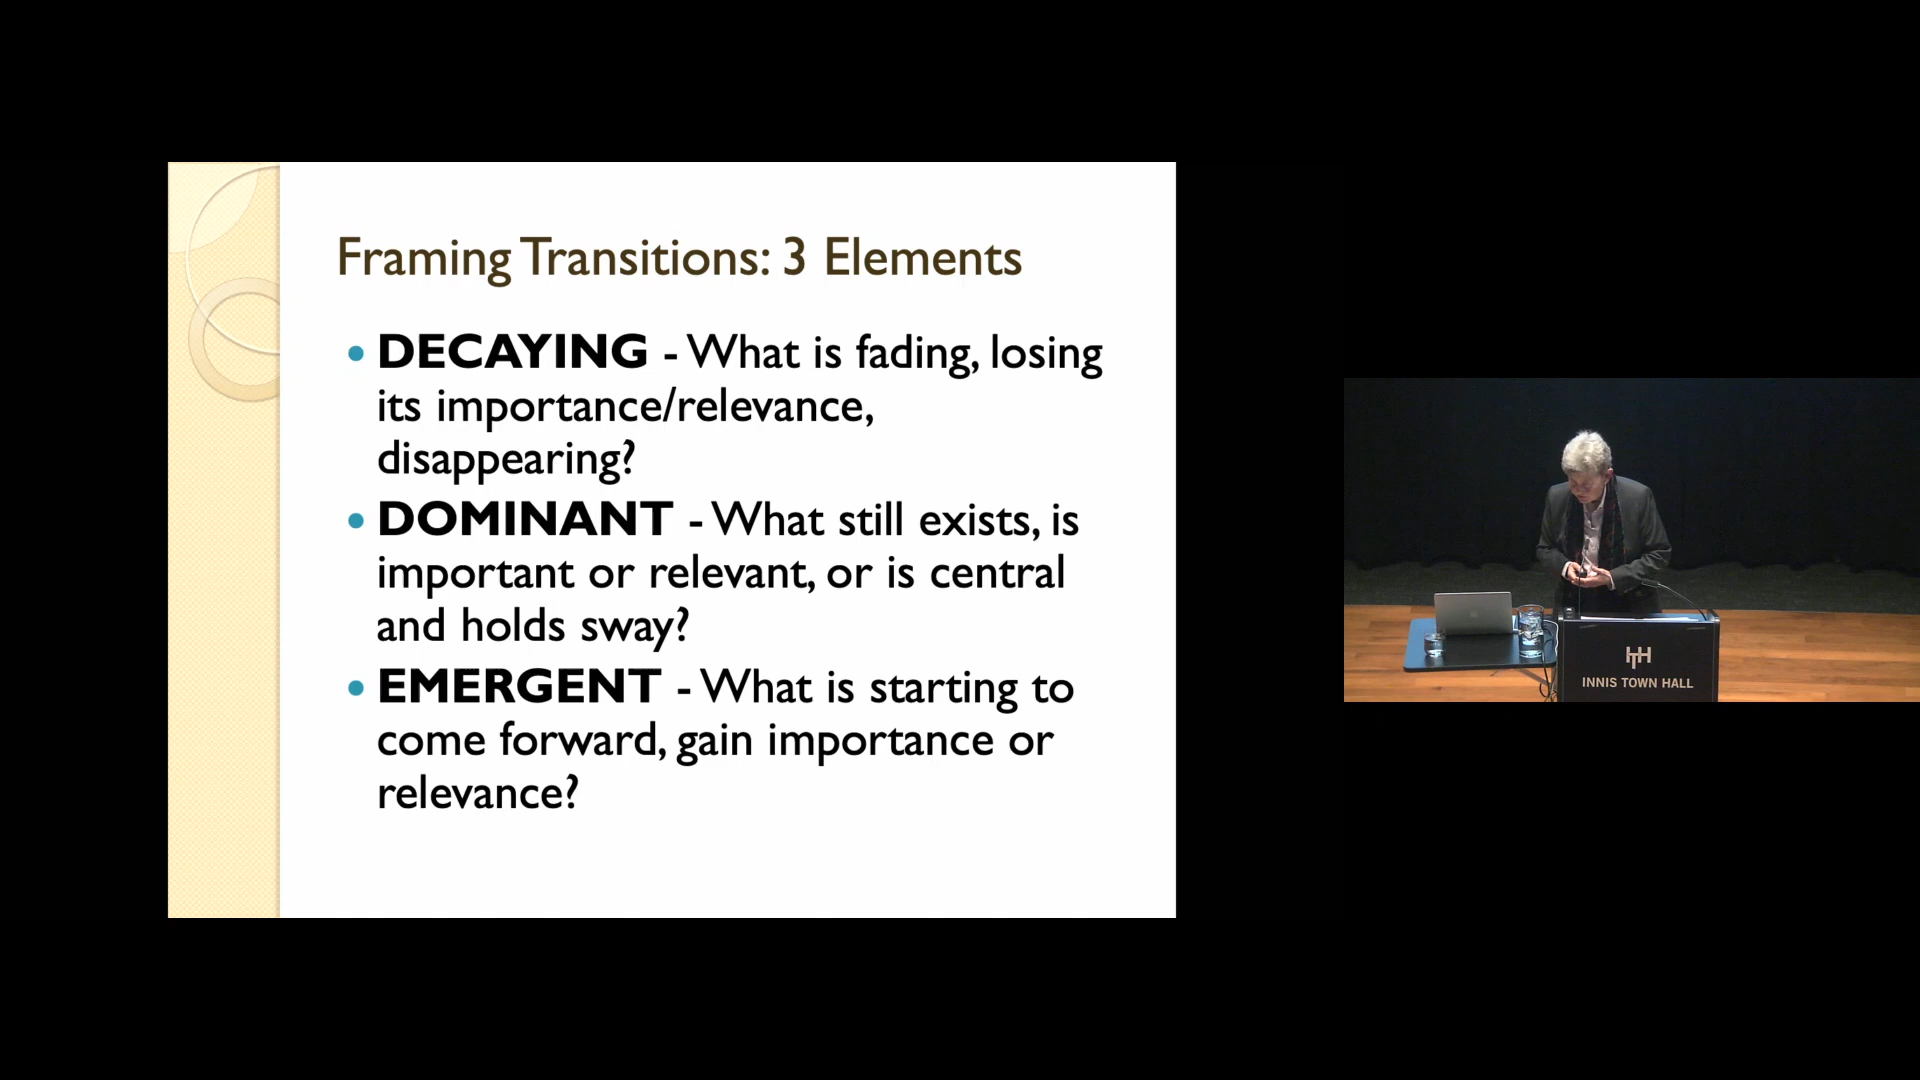 Framing Transitions: 3 Elements
• DECAYING - What is fading, losing
its importance/relevance,
disappearing?
• DOMINANT - What still exists, is
important or relevant, or is central
and holds sway?
• EMERGENT - What is starting to
come forward, gain importance or
relevance?
INNIS TOWN HALL